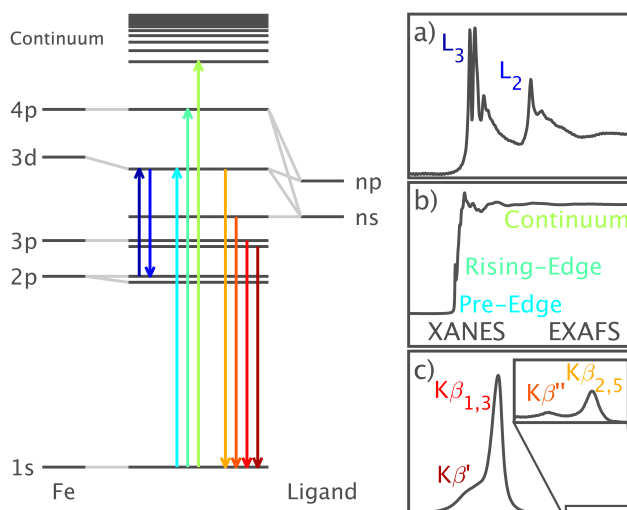 Continuum
4p
3d
3p
2p
1s
Fe
np
ns
Ligand
a)
L₃
L₂
b)
Continuum
Rising-Edge
Pre-Edge
XANES
EXAFS
c)
Kβ₁,₃
Kβ'
Kβ"
Kβ₂,₅